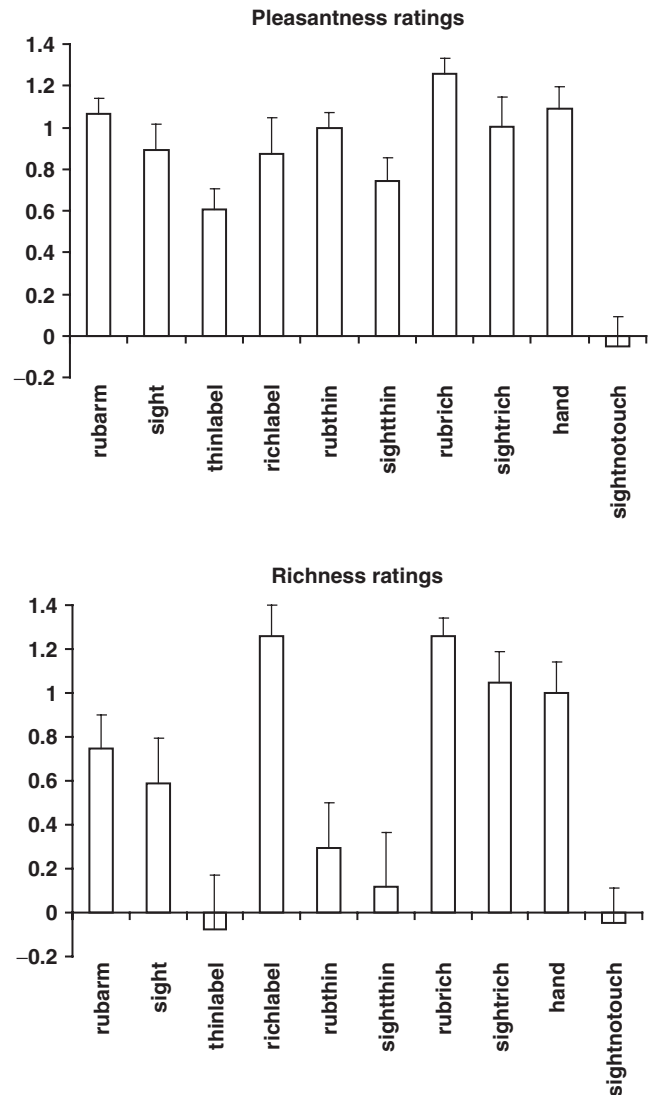 Pleasantness ratings
1.4
1.2
1
0.8
0.6
0.4
0.2
0
−0.2
rubarm
sight
thinlabel
richlabel
rubthin
sightthin
rubrich
sightrich
hand
sightnotouch
Richness ratings
1.4
1.2
1
0.8
0.6
0.4
0.2
0
−0.2
rubarm
sight
thinlabel
richlabel
rubthin
sightthin
rubrich
sightrich
hand
sightnotouch